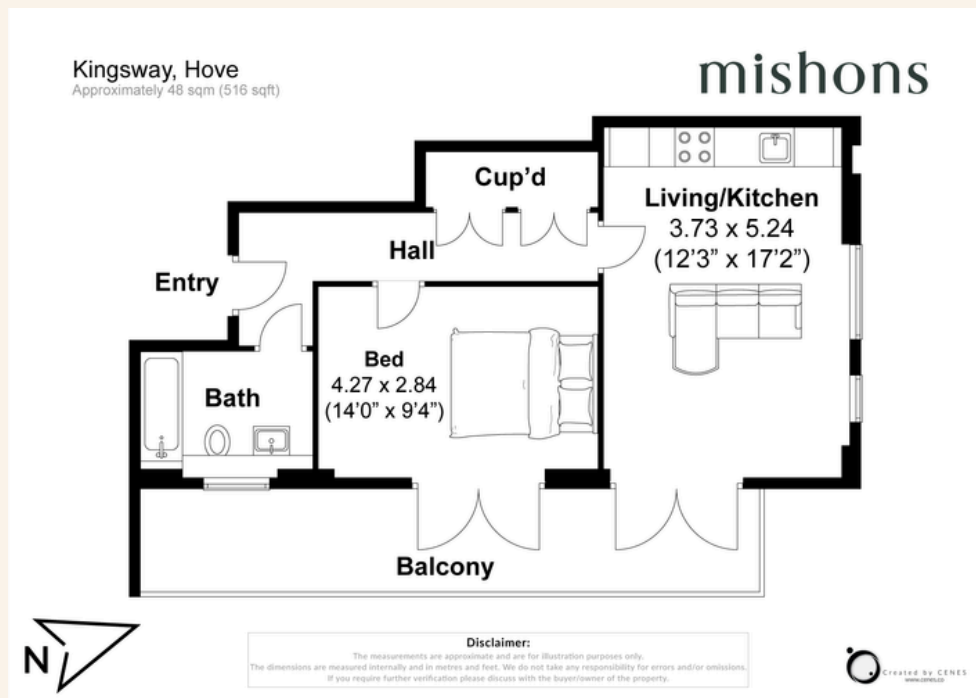 Kingsway, Hove
Approximately 48 sqm (516 sqft)
mishons
Cup’d
Living/Kitchen
3.73 x 5.24
(12’3” x 17’2”)
Hall
Entry
Bed
4.27 x 2.84
(14’0” x 9’4”)
Bath
Balcony
N
Disclaimer:
The measurements are approximate and are for illustration purposes only.
The dimensions are measured internally and in metres and feet. We do not take any responsibility for errors and/or omissions.
If you require further verification please discuss with the buyer/owner of the property.
Created by CENES
www.cenes.co